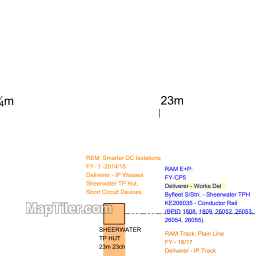 ¼m
23m
REM: Smarter DC Isolations
FY- 1 -2014/15
Deliverer - IP Weasses
Sheerwater TP Hut.
Short Circuit Devices
RAM E+P:
FY-CP5
Deliverer - Works Del
Byfleet S/Stn. - Sheerwater TPH
KE206035 - Conductor Rail
(BPID 1808, 1809, 26052, 26053,
26054, 26055).
MapTiler.com
SHEERWATER
TP HUT
23m 23ch
RAM Track: Plain Line
FY. - 16/17
Deliverer - IP Track